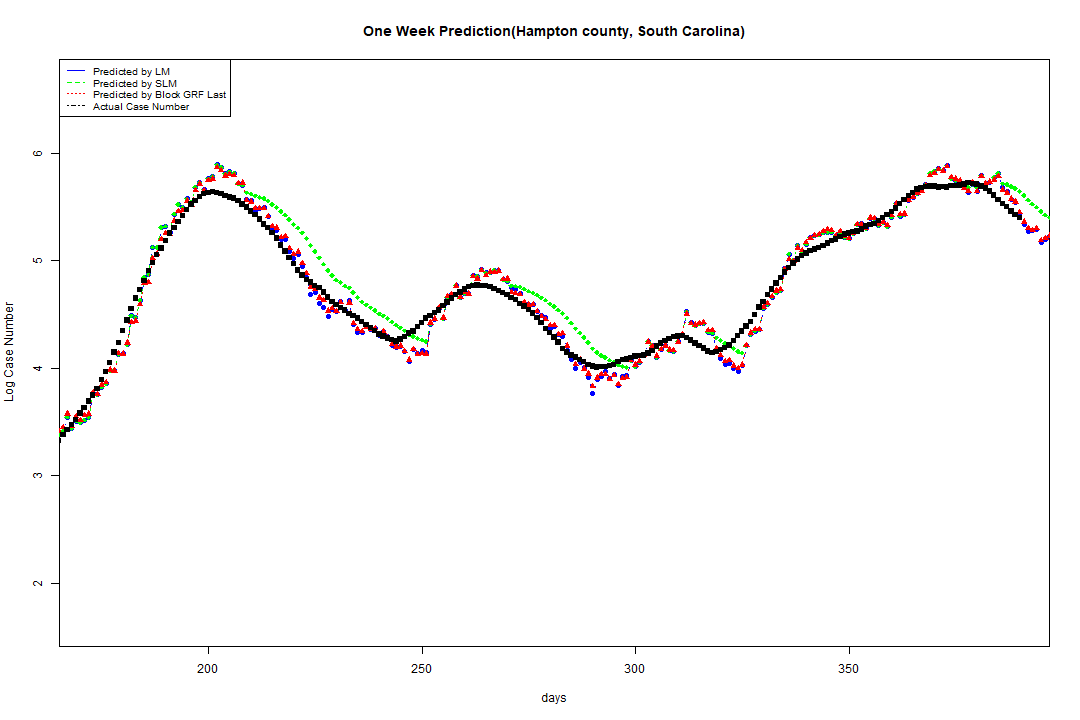 One Week Prediction(Hampton county, South Carolina)
Predicted by LM
Predicted by SLM
Predicted by Block GRF Last
Actual Case Number
6
5
4
3
2
Log Case Number
200 250 300 350
days